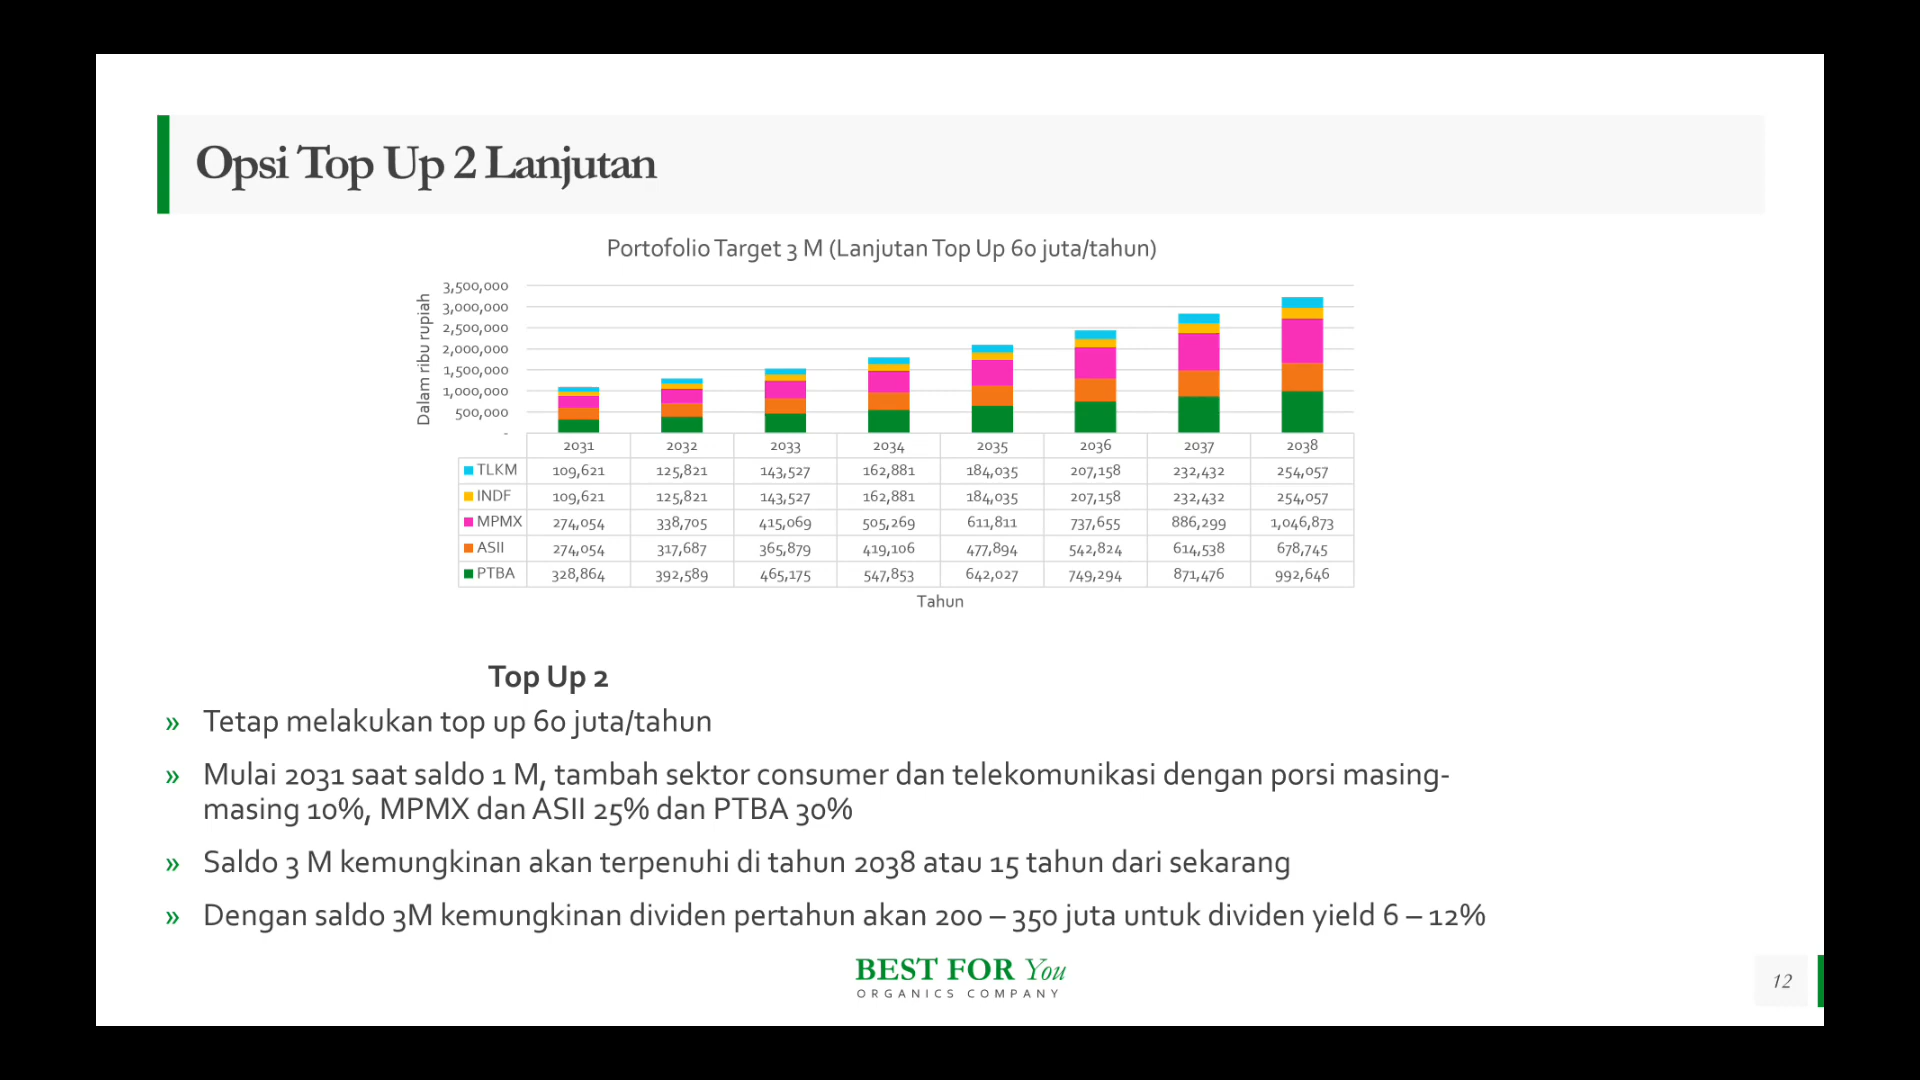 Opsi Top Up 2 Lanjutan
Portofolio Target 3 M (Lanjutan Top Up 60 juta/tahun)
Dalam ribu rupiah
3,500,000
3,000,000
2,500,000
2,000,000
1,500,000
1,000,000
500,000
-
2031 2032 2033 2034 2035 2036 2037 2038
TLKM 109,621 125,821 143,527 162,881 184,035 207,158 232,432 254,057
INDF 109,621 125,821 143,527 162,881 184,035 207,158 232,432 254,057
MPMX 274,054 338,705 415,069 505,269 611,811 737,655 886,299 1,046,873
ASII 274,054 317,687 365,879 419,106 477,894 542,824 614,538 678,745
PTBA 328,864 392,589 465,175 547,853 642,027 749,294 871,476 992,646
Tahun
Top Up 2
» Tetap melakukan top up 60 juta/tahun
» Mulai 2031 saat saldo 1 M, tambah sektor consumer dan telekomunikasi dengan porsi masing-
masing 10%, MPMX dan ASII 25% dan PTBA 30%
» Saldo 3 M kemungkinan akan terpenuhi di tahun 2038 atau 15 tahun dari sekarang
» Dengan saldo 3M kemungkinan dividen pertahun akan 200 – 350 juta untuk dividen yield 6 – 12%
BEST FOR You
ORGANICS COMPANY
12